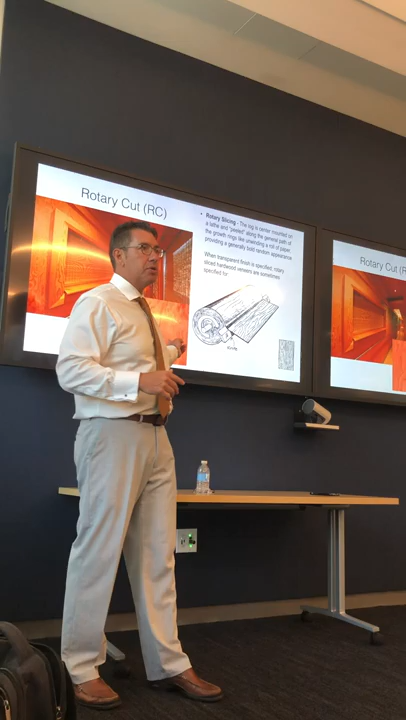 Rotary Cut (RC)
• Rotary Slicing - The log is center mounted on
a lathe and "peeled" along the general path of
the growth rings like unwinding a roll of paper,
providing a generally bold random appearance.
When transparent finish is specified, rotary
sliced hardwood veneers are sometimes
specified for
KNIFE
Rotary Cut (R